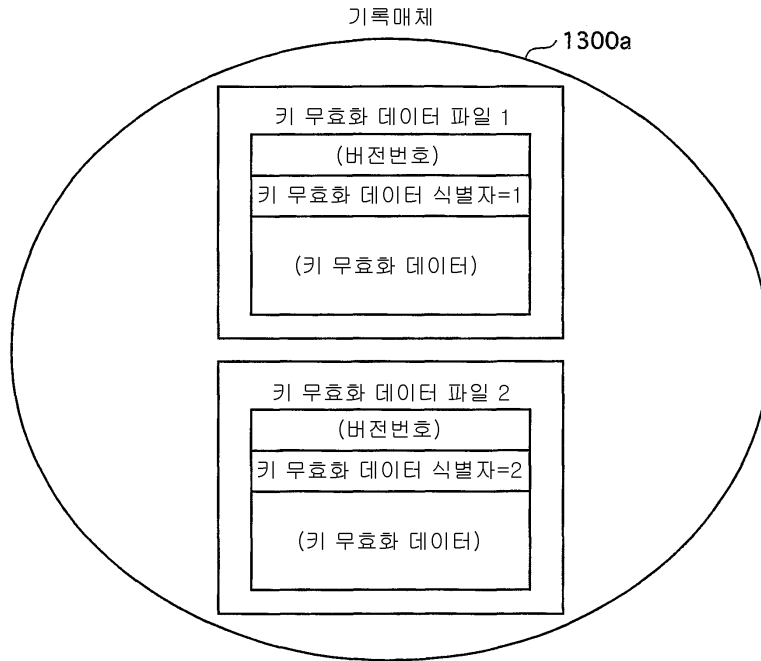 기록매체
1300a
키 무효화 데이터 파일 1
(버전번호)
키 무효화 데이터 식별자=1
(키 무효화 데이터)
키 무효화 데이터 파일 2
(버전번호)
키 무효화 데이터 식별자=2
(키 무효화 데이터)